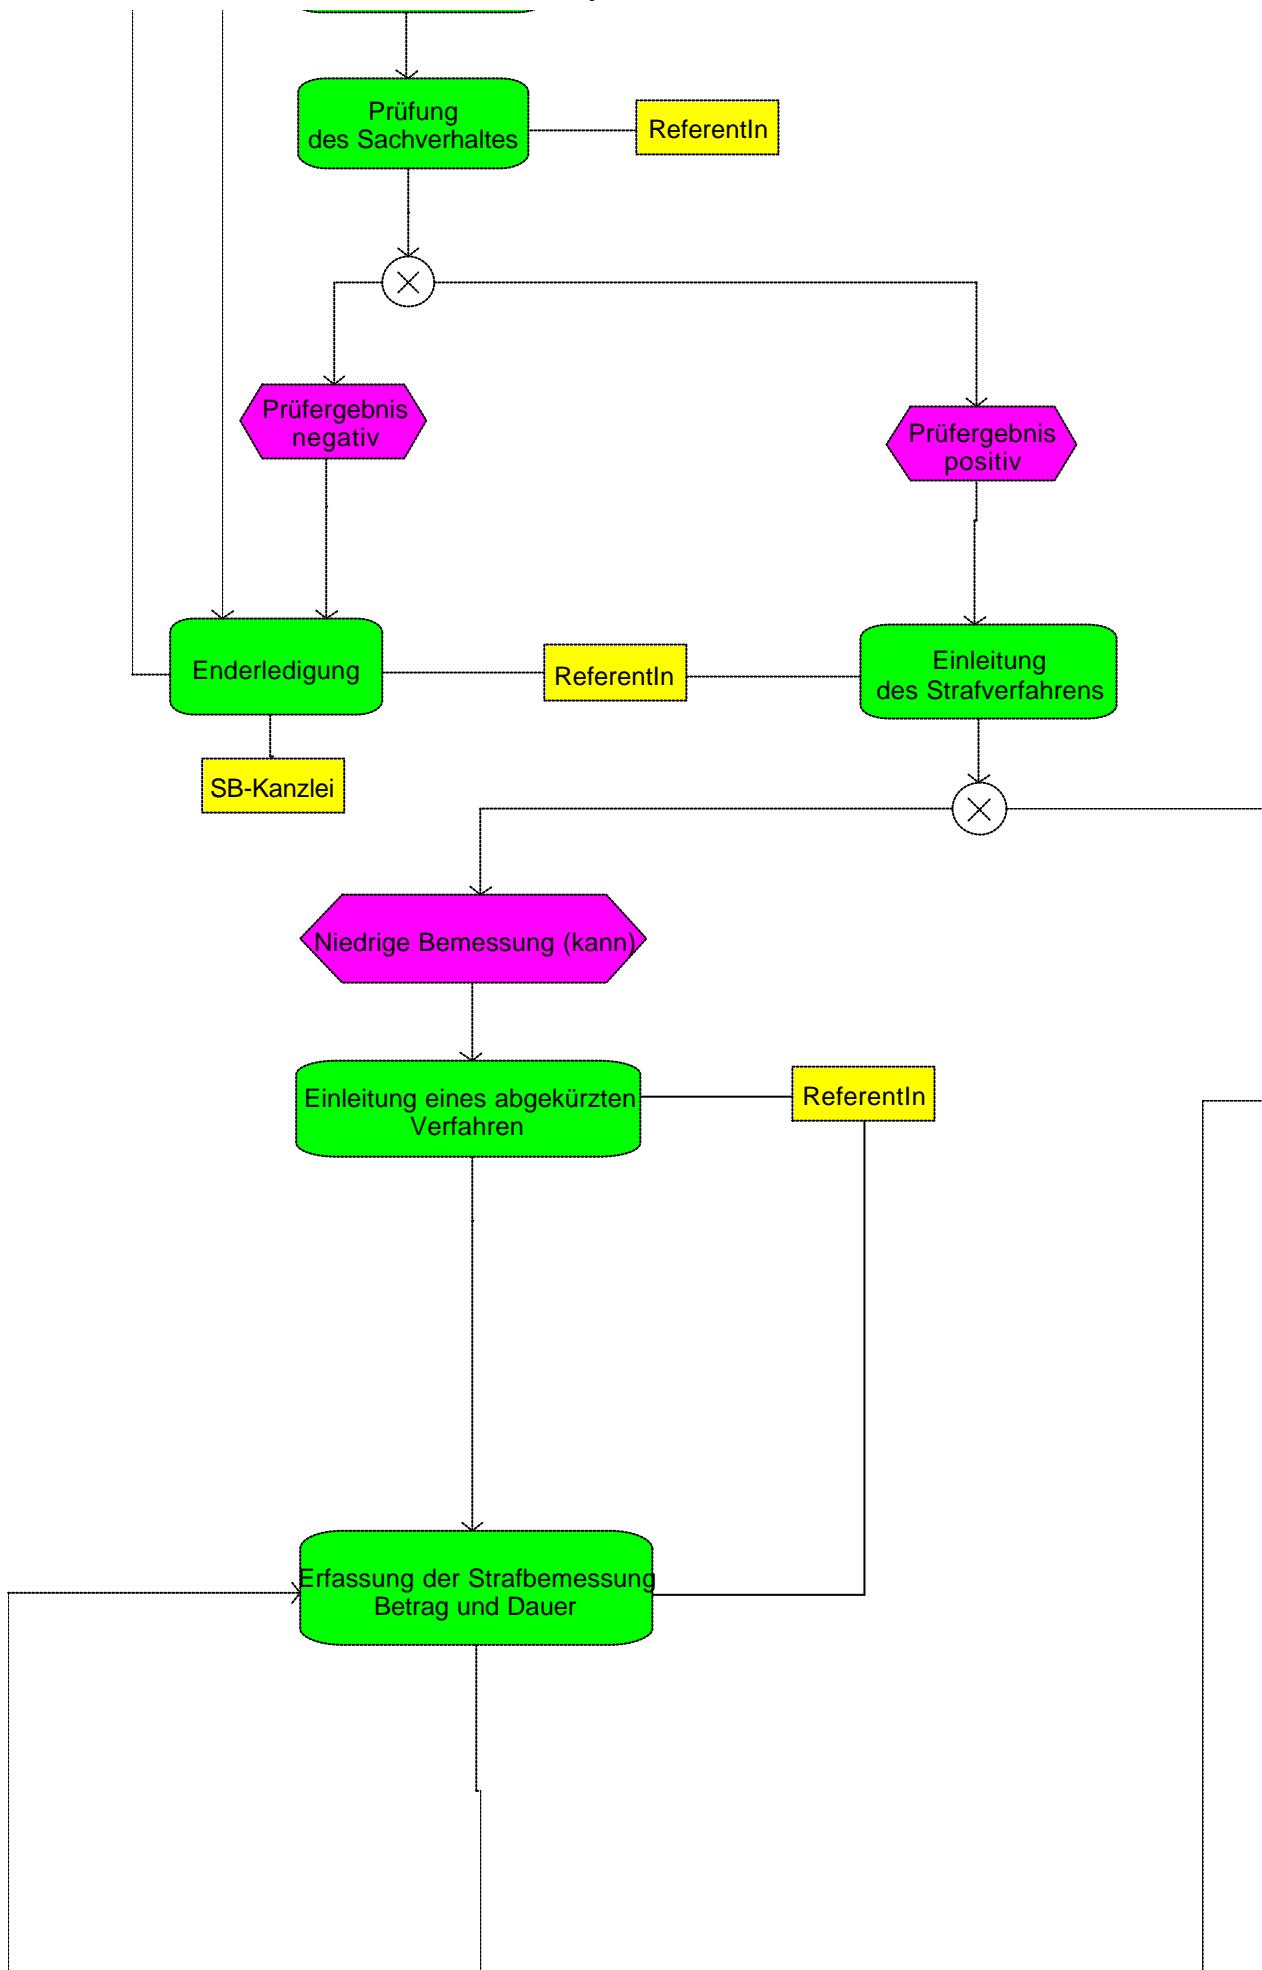 Prüfung
des Sachverhaltes
ReferentIn
Prüfergebnis
negativ
Prüfergebnis
positiv
Enderledigung
ReferentIn
Einleitung
des Strafverfahrens
SB-Kanzlei
Niedrige Bemessung (kann)
Einleitung eines abgekürzten
Verfahren
ReferentIn
Erfassung der Strafbemessung
Betrag und Dauer